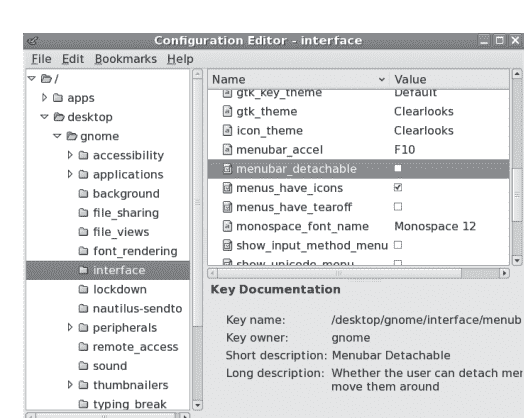 Configuration Editor - interface
File Edit Bookmarks Help
/
apps
desktop
gnome
accessibility
applications
background
file_sharing
file_views
font_rendering
interface
lockdown
nautilus-sendto
peripherals
remote_access
sound
thumbnailers
typing_break
Name Value
gtk_key_theme Default
gtk_theme Clearlooks
icon_theme Clearlooks
menubar_accel F10
menubar_detachable
menus_have_icons
menus_have_tearoff
monospace_font_name Monospace 12
show_input_method_menu
show_unicode_menu
Key Documentation
Key name: /desktop/gnome/interface/menub
Key owner: gnome
Short description: Menubar Detachable
Long description: Whether the user can detach mer
move them around